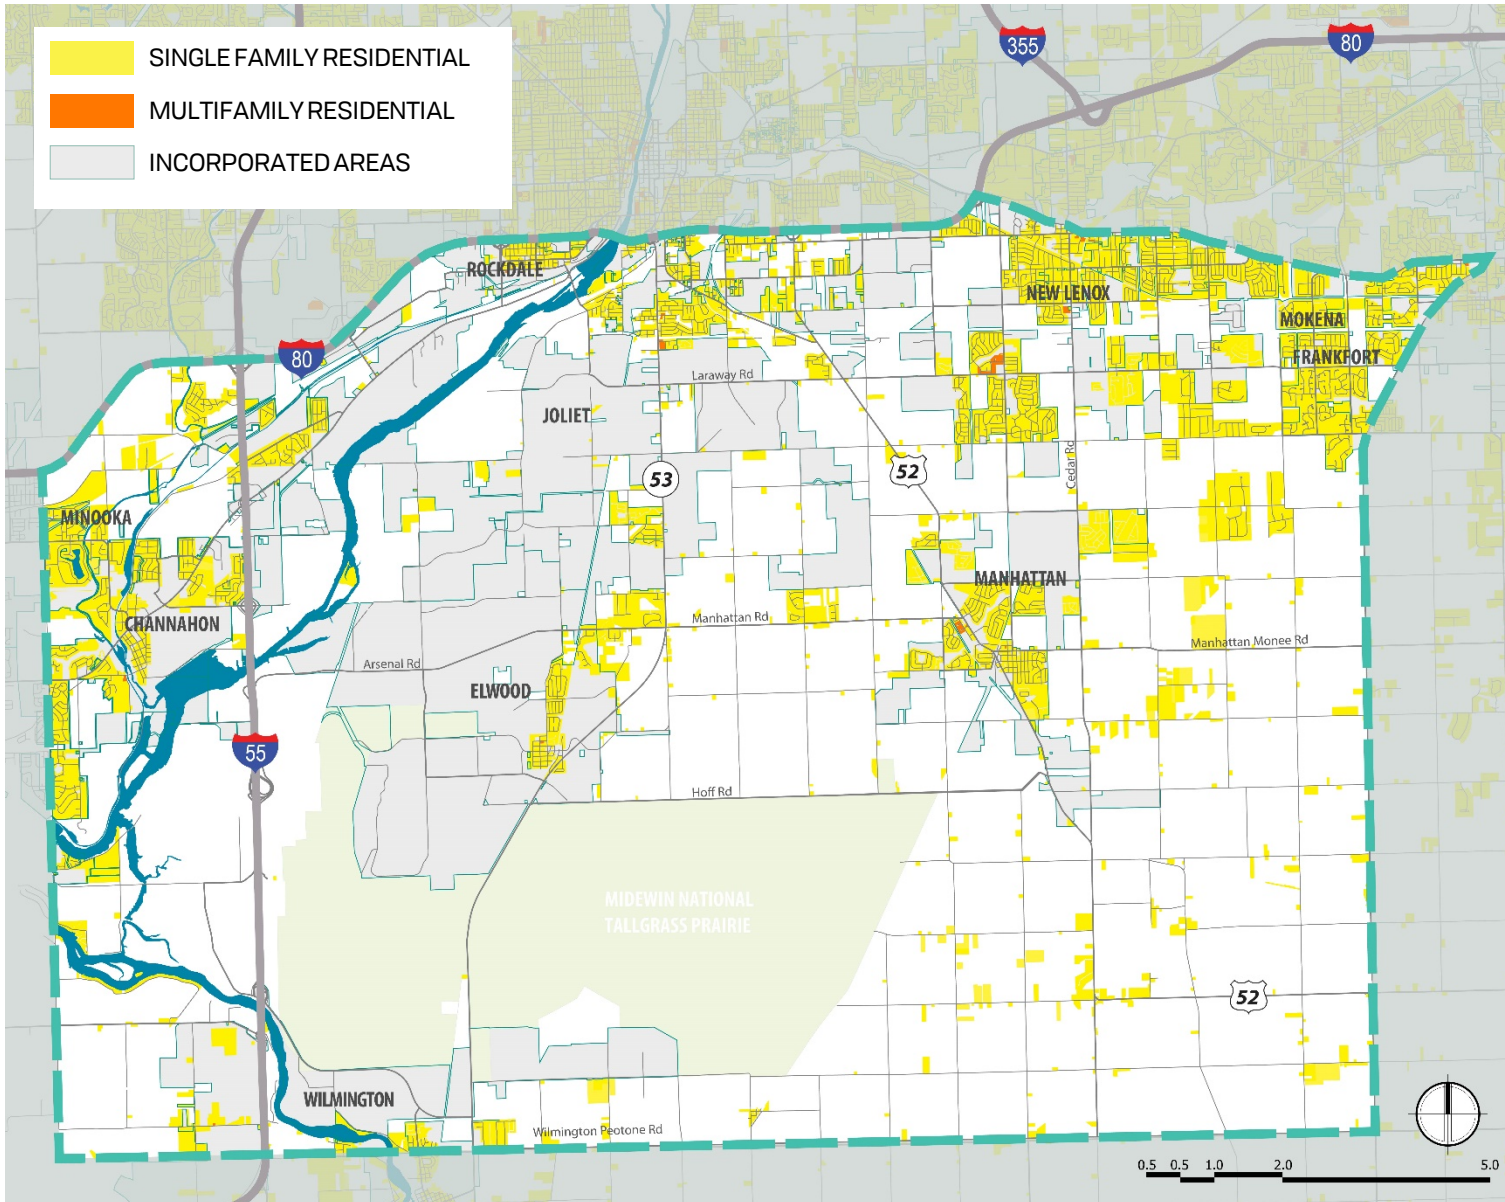 SINGLE FAMILY RESIDENTIAL
MULTIFAMILY RESIDENTIAL
INCORPORATED AREAS
355
80
ROCKDALE
NEW LENOX
MOKENA
FRANKFORT
80
Laraway Rd
JOLIET
Cedar Rd
53
52
MINOOKA
MANHATTAN
CHANNAHON
Manhattan Rd
Manhattan Monee Rd
Arsenal Rd
ELWOOD
55
Hoff Rd
MIDEWIN NATIONAL
TALLGRASS PRAIRIE
52
WILMINGTON
Wilmington Peotone Rd
0.5 0.5 1.0 2.0 5.0